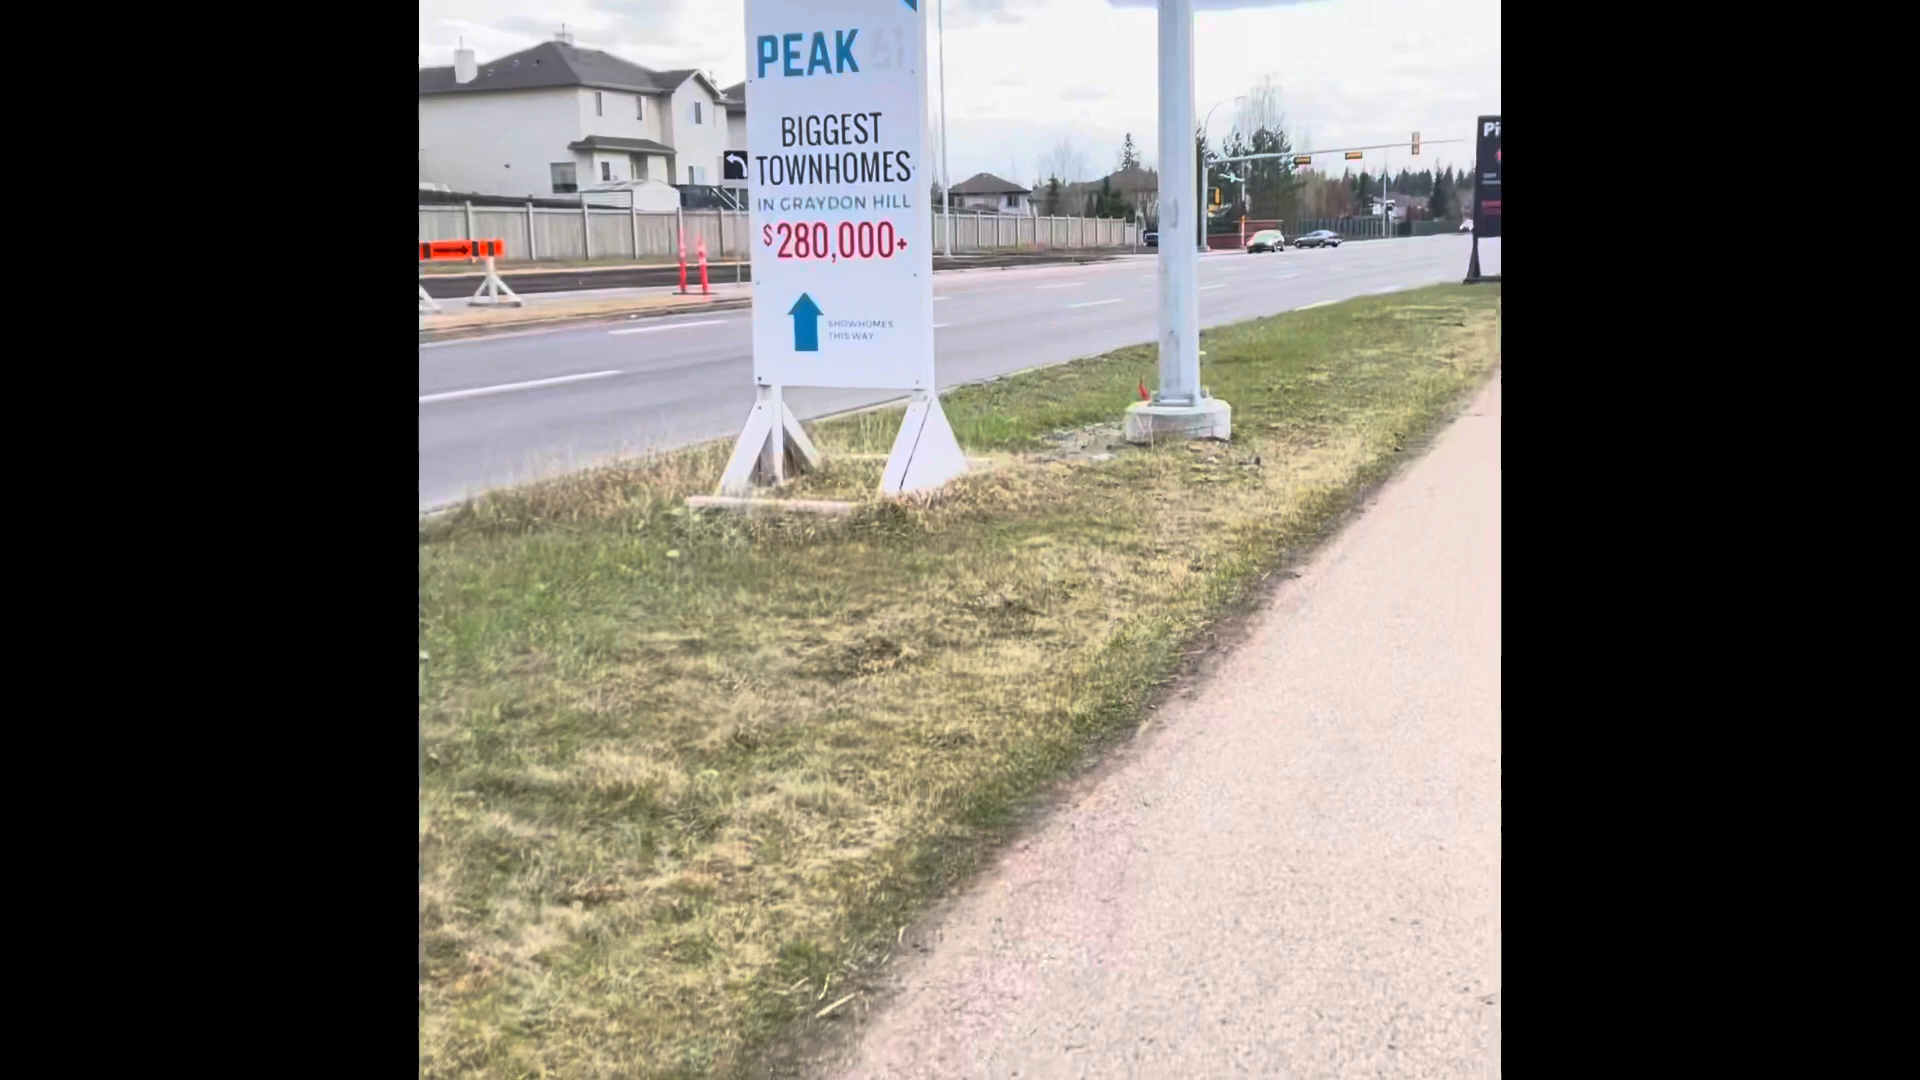 PEAK
BIGGEST
TOWNHOMES
IN GRAYDON HILL
$280,000+
SHOWHOMES
THIS WAY